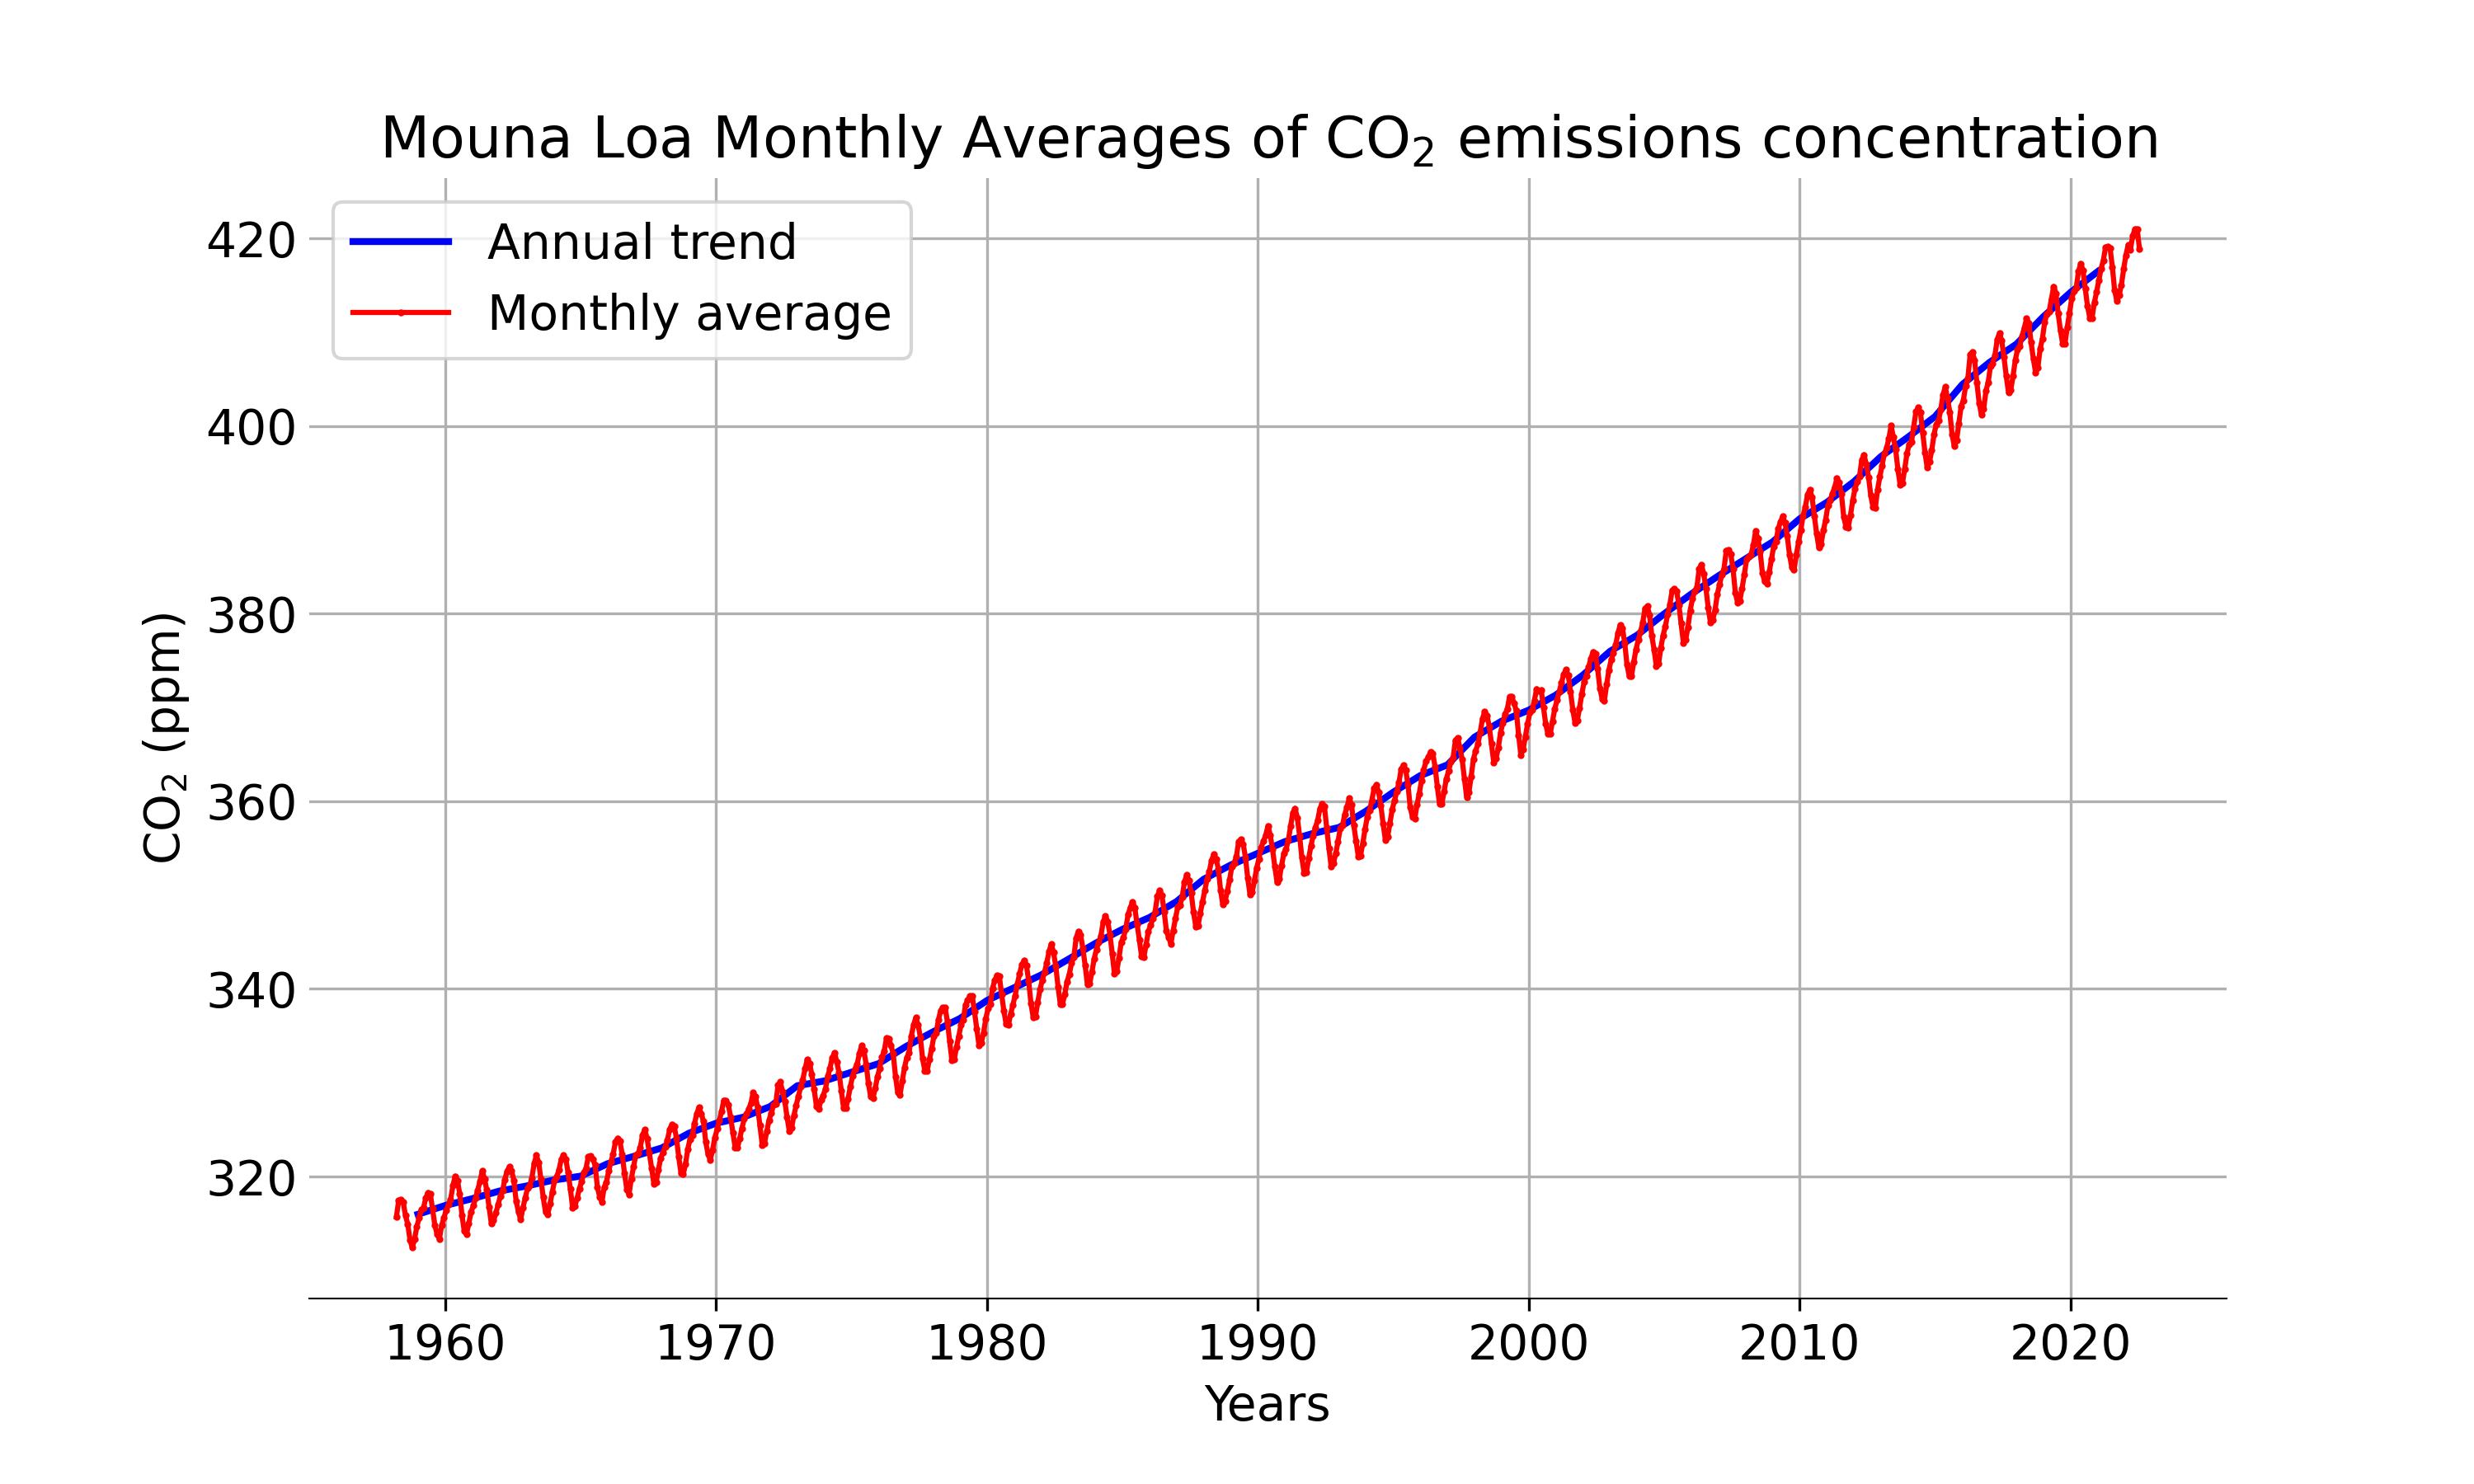 Mouna Loa Monthly Averages of CO₂ emissions concentration
Annual trend
Monthly average
420
400
380
360
340
320
CO₂ (ppm)
1960 1970 1980 1990 2000 2010 2020
Years